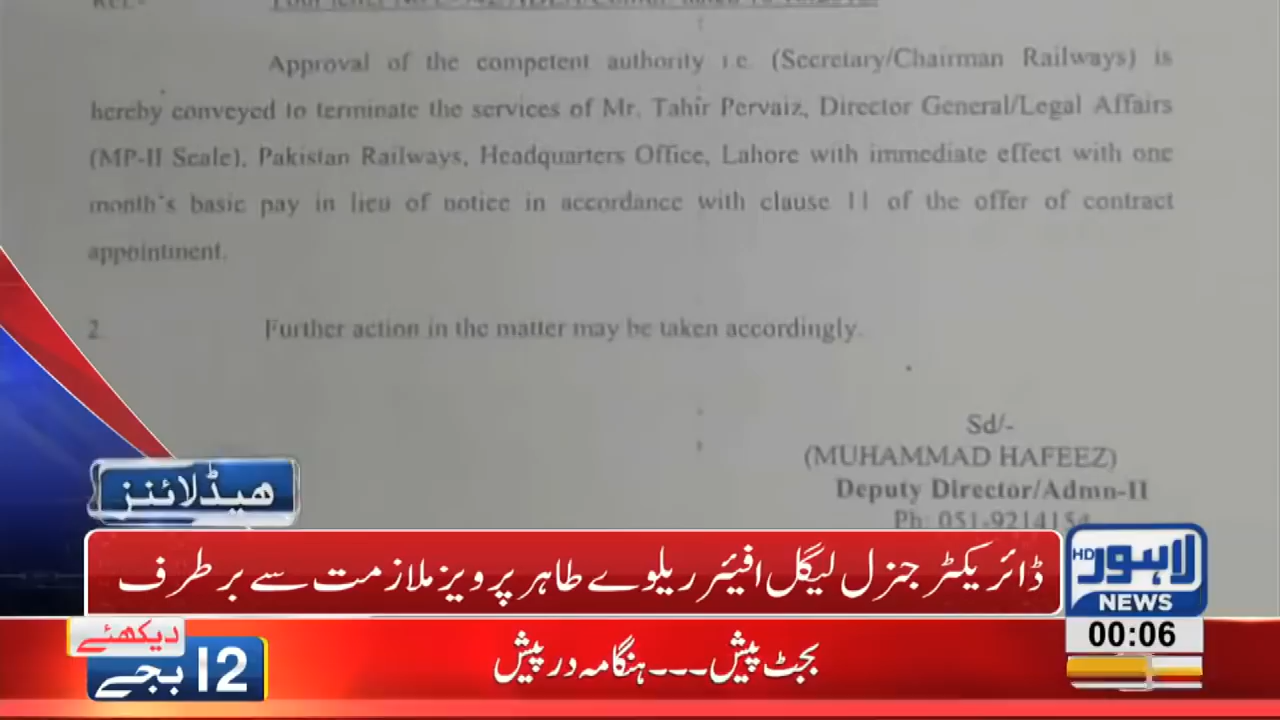 Approval of the competent authority i.e. (Secretary/Chairman Railways) is
hereby conveyed to terminate the services of Mr. Tahir Pervaiz, Director General/Legal Affairs
(MP-II Scale), Pakistan Railways, Headquarters Office, Lahore with immediate effect with one
month's basic pay in lieu of notice in accordance with clause 11 of the offer of contract
appointment.
2. Further action in the matter may be taken accordingly.
Sd/-
(MUHAMMAD HAFEEZ)
Deputy Director/Admn-II
Ph: 051-9214154
ھیڈلائنز
ڈائریکٹر جنرل لیگل افیئر ریلوے طاہر پرویز ملازمت سے برطرف
لاہور HD
NEWS
00:06
دیکھئے
12 بجے
بجٹ پیش۔۔۔ہنگامہ در پیش